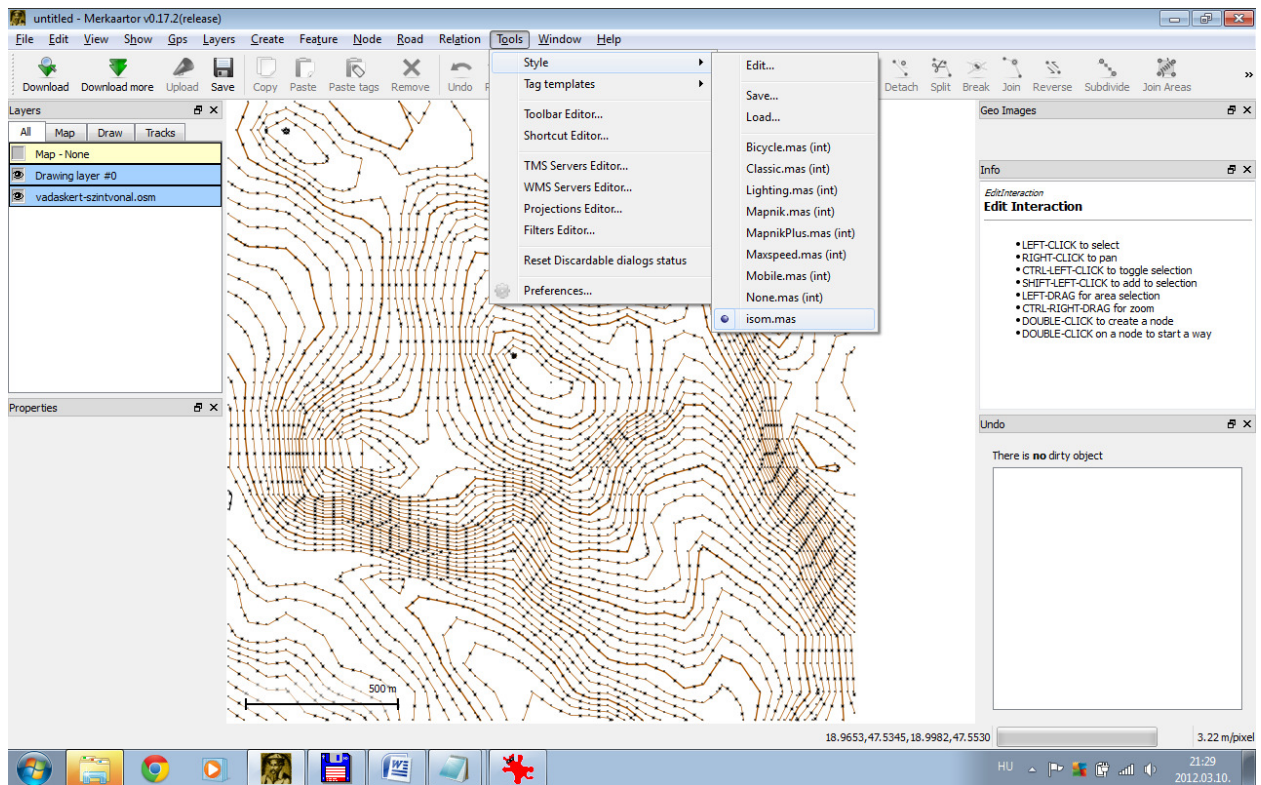 untitled - Merkaartor v0.17.2(release)
File Edit View Show Gps Layers Create Feature Node Road Relation Tools Window Help
Download Download more Upload Save Copy Paste Paste tags Remove Undo Detach Split Break Join Reverse Subdivide Join Areas »
Layers
All Map Draw Tracks
Map - None
Drawing layer #0
vadaskert-szintvonal.osm
Properties
Style
Tag templates
Toolbar Editor...
Shortcut Editor...
TMS Servers Editor...
WMS Servers Editor...
Projections Editor...
Filters Editor...
Reset Discardable dialogs status
Preferences...
Edit...
Save...
Load...
Bicycle.mas (int)
Classic.mas (int)
Lighting.mas (int)
Mapnik.mas (int)
MapnikPlus.mas (int)
Maxspeed.mas (int)
Mobile.mas (int)
None.mas (int)
isom.mas
Geo Images
Info
EditInteraction
Edit Interaction
•LEFT-CLICK to select
•RIGHT-CLICK to pan
•CTRL-LEFT-CLICK to toggle selection
•SHIFT-LEFT-CLICK to add to selection
•LEFT-DRAG for area selection
•CTRL-RIGHT-DRAG for zoom
•DOUBLE-CLICK to create a node
•DOUBLE-CLICK on a node to start a way
Undo
There is no dirty object
500 m
18.9653,47.5345,18.9982,47.5530
3.22 m/pixel
HU
21:29
2012.03.10.